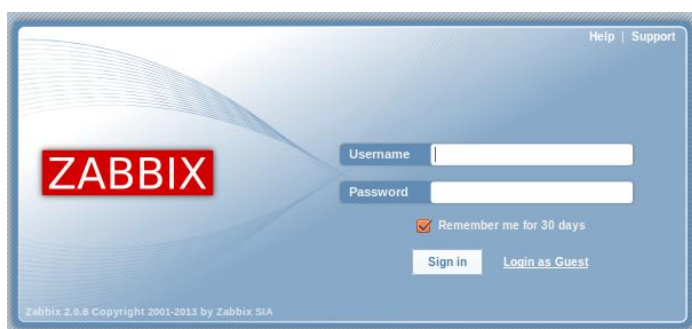 Help | Support
ZABBIX
Username
Password
Remember me for 30 days
Sign in Login as Guest
Zabbix 2.0.8 Copyright 2001-2013 by Zabbix SIA